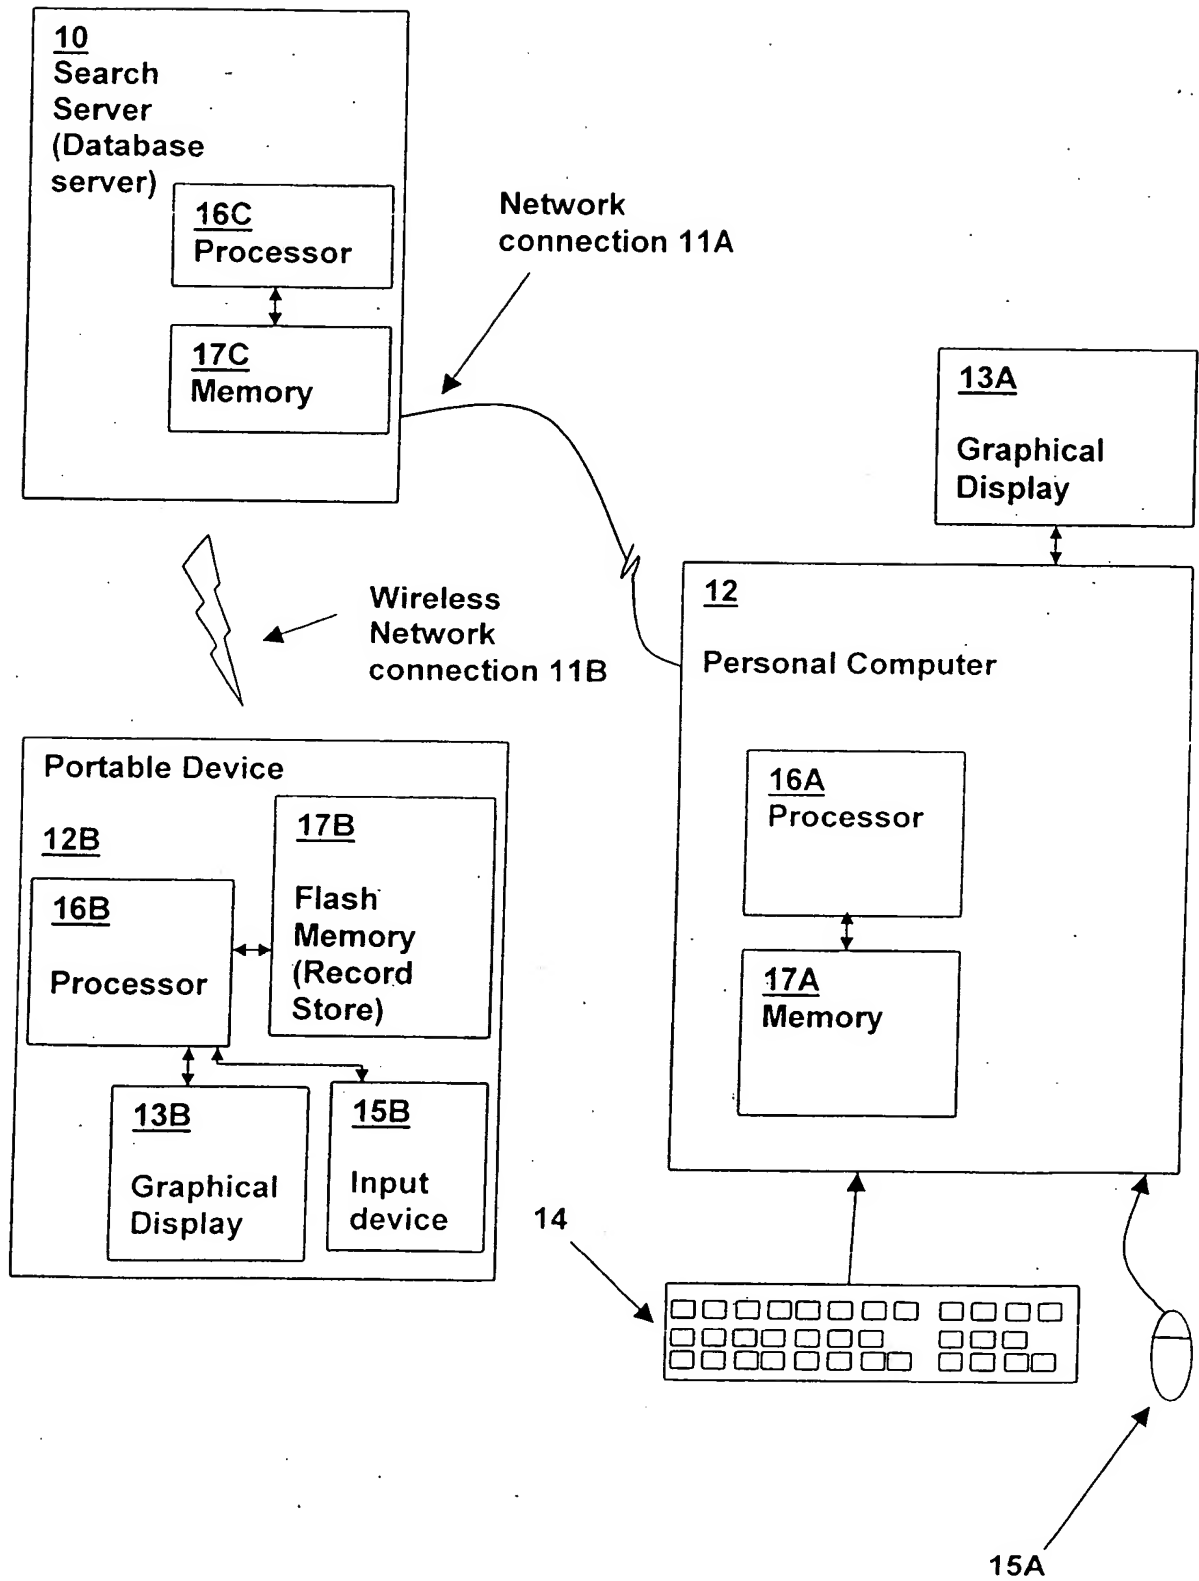 10
Search
Server
(Database
server)
16C
Processor
17C
Memory
Network
connection 11A
13A
Graphical
Display
Wireless
Network
connection 11B
12
Personal Computer
16A
Processor
17A
Memory
Portable Device
12B
17B
Flash
Memory
(Record
Store)
16B
Processor
13B
Graphical
Display
15B
Input
device
14
15A